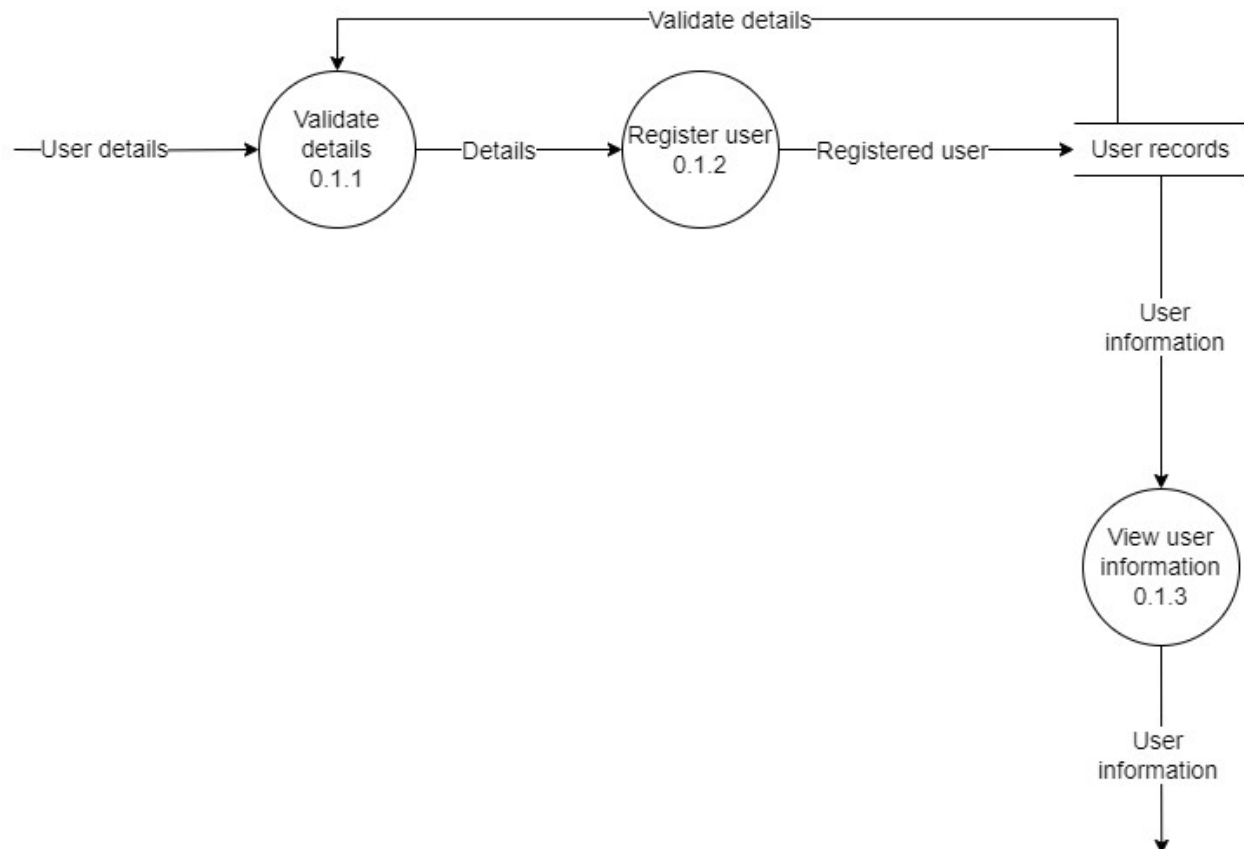 Validate details
Validate
details
0.1.1
User details
Details
Register user
0.1.2
Registered user
User records
User
information
View user
information
0.1.3
User
information